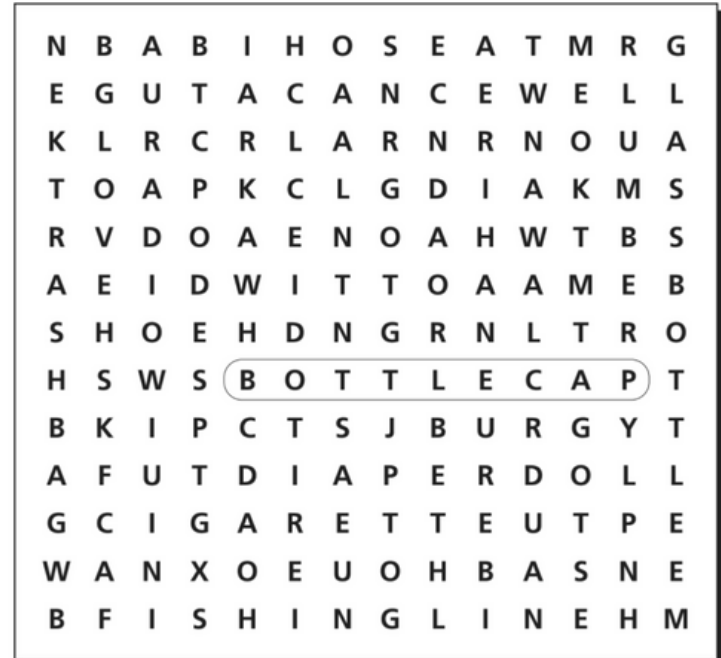 N B A B I H O S E A T M R G
E G U T A C A N C E W E L L
K L R C R L A R N R N O U A
T O A P K C L G D I A K M S
R V D O A E N O A H W T B S
A E I D W I T T O A A M E B
S H O E H D N G R N L T R O
H S W S B O T T L E C A P T
B K I P C T S J B U R G Y T
A F U T D I A P E R D O L L
G C I G A R E T T E U T P E
W A N X O E U O H B A S N E
B F I S H I N G L I N E H M